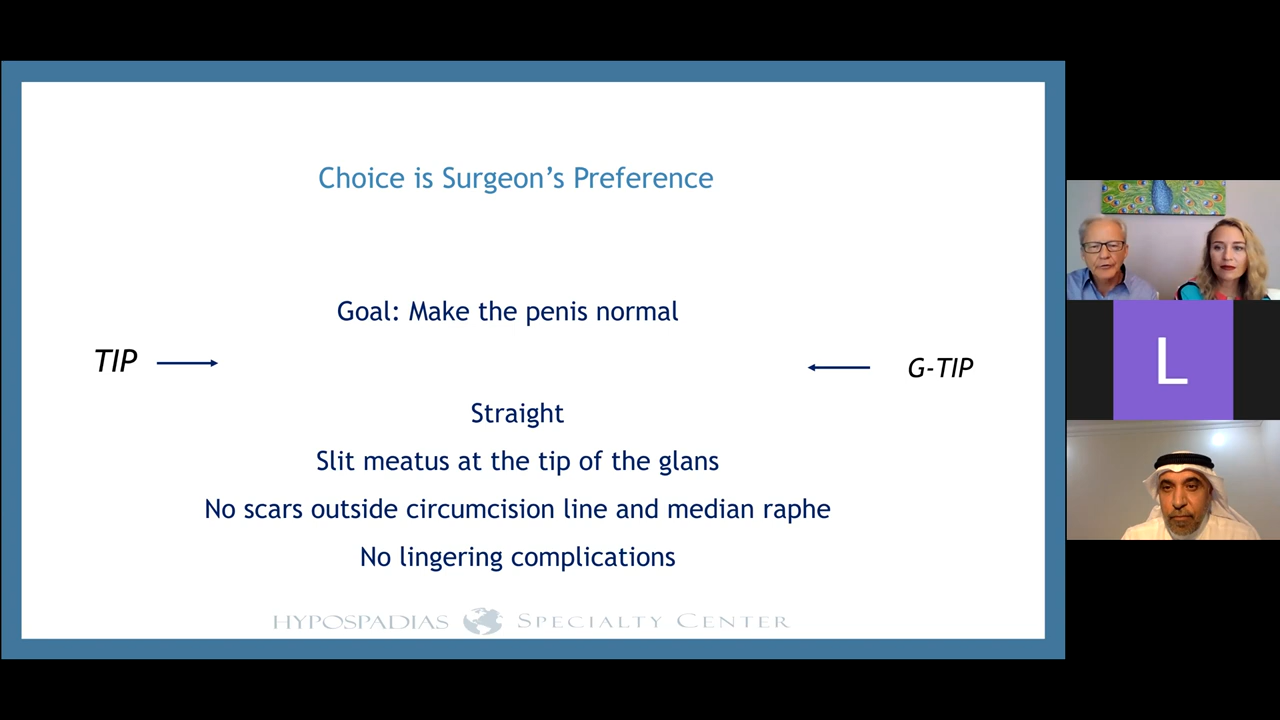 Choice is Surgeon's Preference
Goal: Make the penis normal
TIP
G-TIP
Straight
Slit meatus at the tip of the glans
No scars outside circumcision line and median raphe
No lingering complications
HYPOSPADIAS SPECIALTY CENTER
L